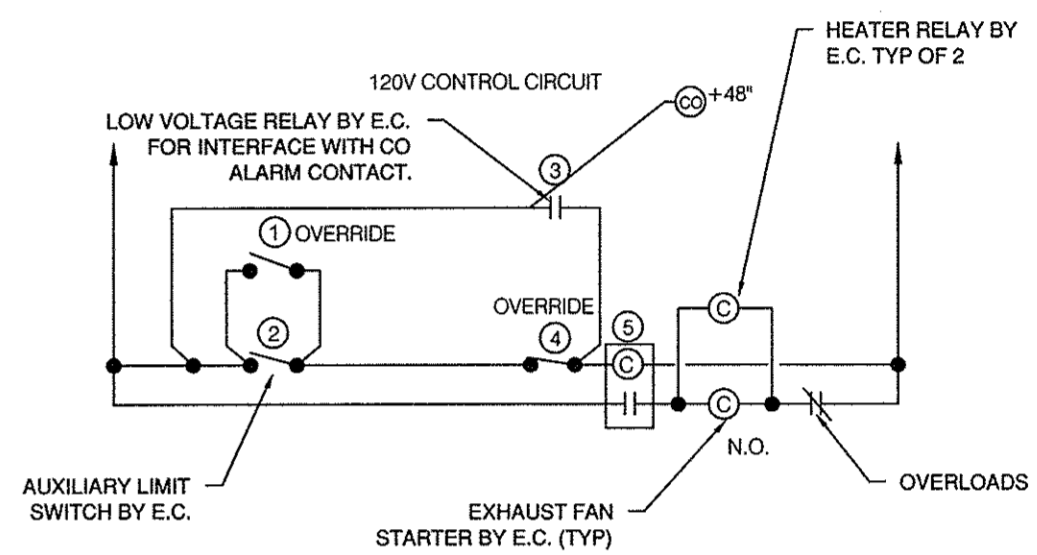 HEATER RELAY BY
E.C. TYP OF 2
120V CONTROL CIRCUIT
CO +48"
LOW VOLTAGE RELAY BY E.C.
FOR INTERFACE WITH CO
ALARM CONTACT.
3
1 OVERRIDE
OVERRIDE
2
4
5
C
C
C
N.O.
AUXILIARY LIMIT
SWITCH BY E.C.
EXHAUST FAN
STARTER BY E.C. (TYP)
OVERLOADS